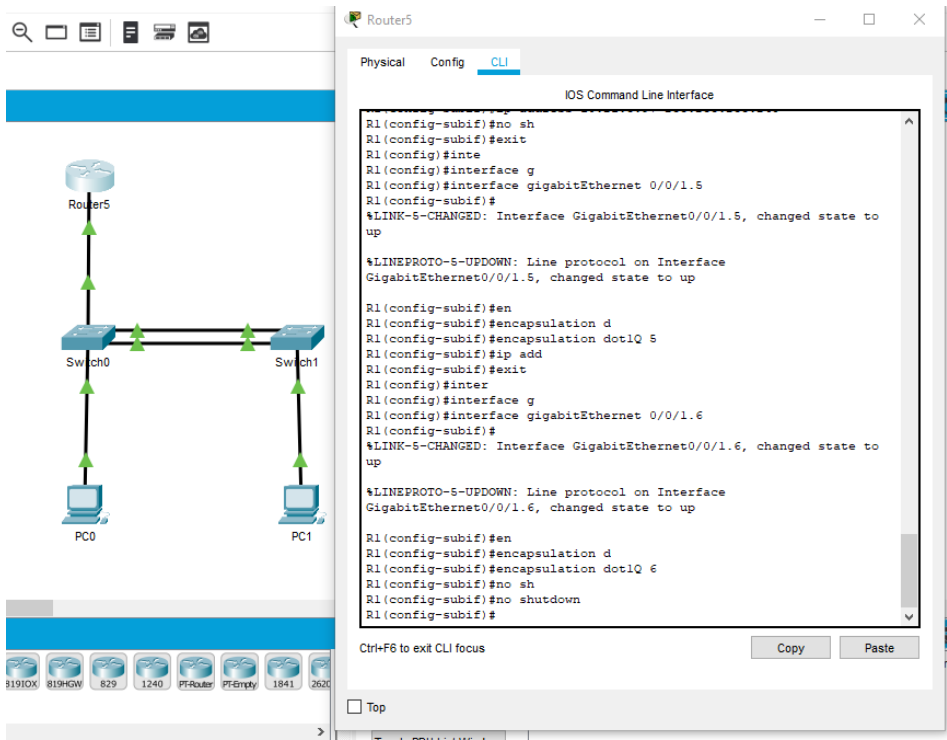 Router5
Physical Config CLI
IOS Command Line Interface
R1(config-subif)#no sh
R1(config-subif)#exit
R1(config)#inte
R1(config)#interface g
R1(config)#interface gigabitEthernet 0/0/1.5
R1(config-subif)#
%LINK-5-CHANGED: Interface GigabitEthernet0/0/1.5, changed state to
up
%LINEPROTO-5-UPDOWN: Line protocol on Interface
GigabitEthernet0/0/1.5, changed state to up
R1(config-subif)#en
R1(config-subif)#encapsulation d
R1(config-subif)#encapsulation dot1Q 5
R1(config-subif)#ip add
R1(config-subif)#exit
R1(config)#inter
R1(config)#interface g
R1(config)#interface gigabitEthernet 0/0/1.6
R1(config-subif)#
%LINK-5-CHANGED: Interface GigabitEthernet0/0/1.6, changed state to
up
%LINEPROTO-5-UPDOWN: Line protocol on Interface
GigabitEthernet0/0/1.6, changed state to up
R1(config-subif)#en
R1(config-subif)#encapsulation d
R1(config-subif)#encapsulation dot1Q 6
R1(config-subif)#no sh
R1(config-subif)#no shutdown
R1(config-subif)#
Ctrl+F6 to exit CLI focus
Copy Paste
Top
Router5
Switch0 Switch1
PC0 PC1
819IOX 819HGW 829 1240 PT-Router PT-Empty 1841 262